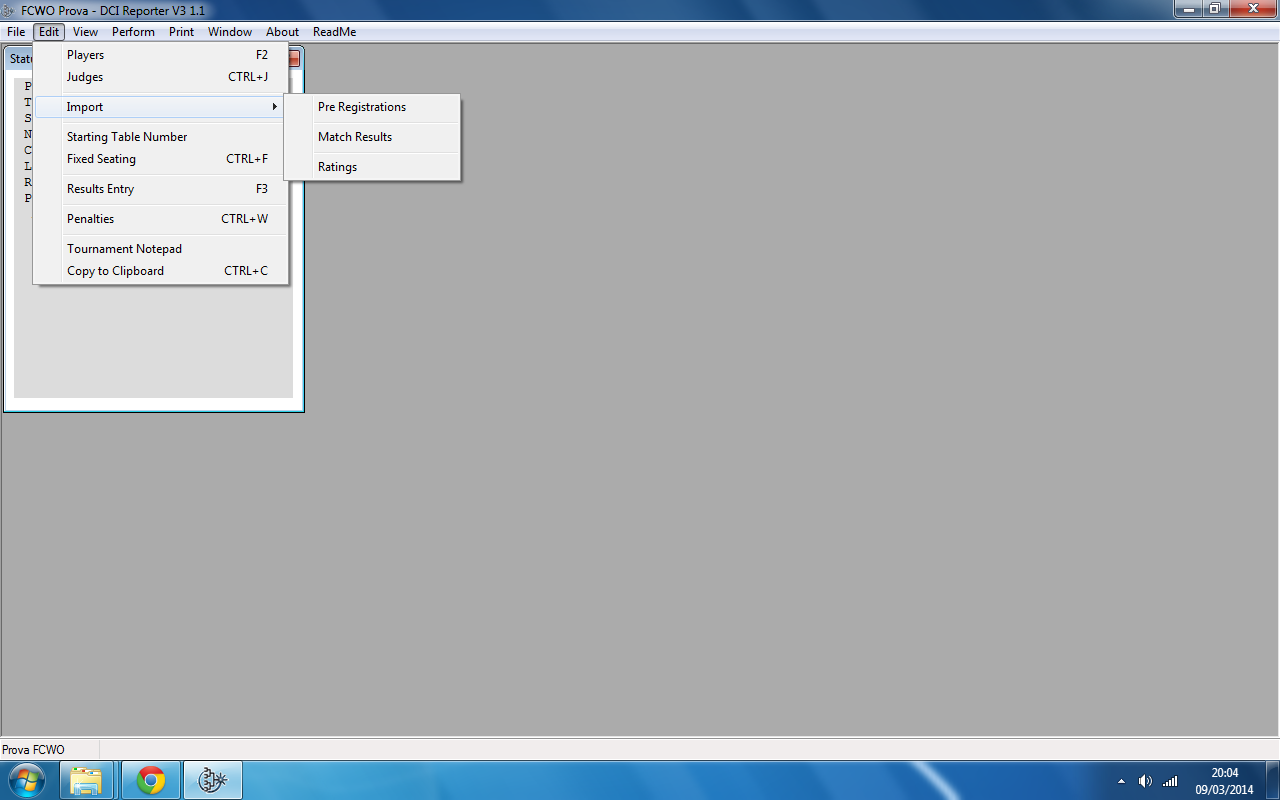 FCWO Prova - DCI Reporter V3 1.1
File Edit View Perform Print Window About ReadMe
Players F2
Judges CTRL+J
Import
Pre Registrations
Match Results
Ratings
Starting Table Number
Fixed Seating CTRL+F
Results Entry F3
Penalties CTRL+W
Tournament Notepad
Copy to Clipboard CTRL+C
P
T
S
N
C
L
R
P
Prova FCWO
20:04
09/03/2014